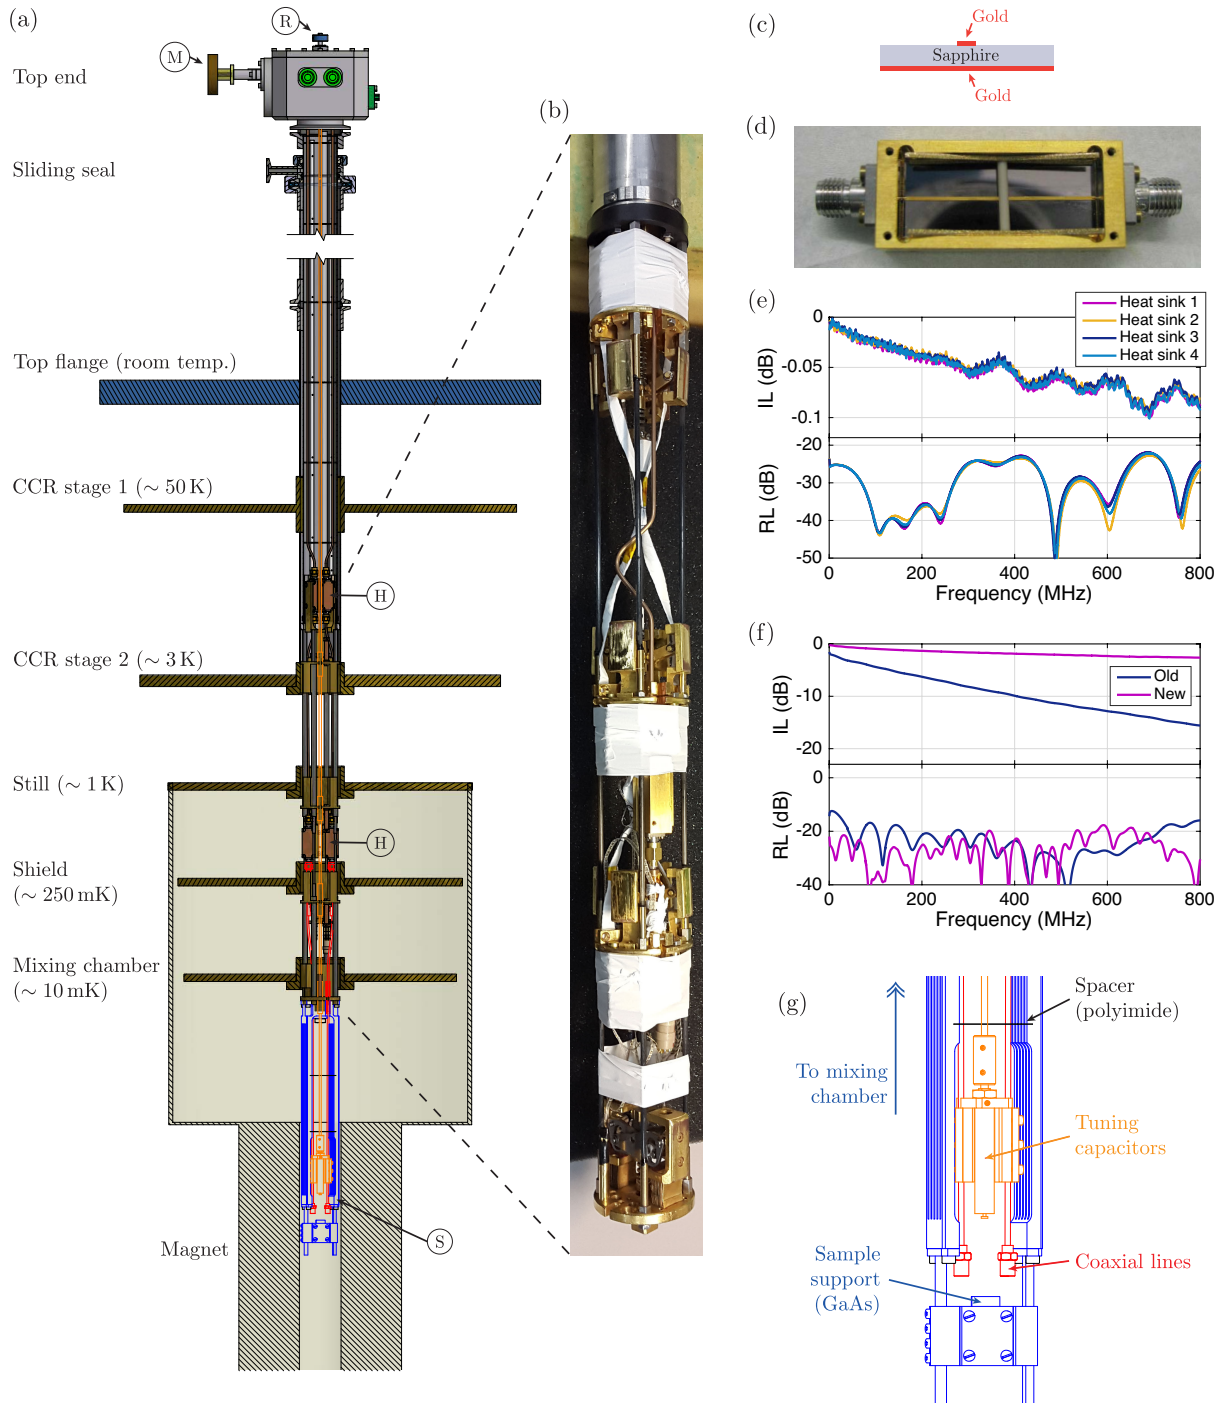 (a)
R
M
Top end
Sliding seal
Top flange (room temp.)
CCR stage 1 (∼ 50 K)
H
CCR stage 2 (∼ 3 K)
Still (∼ 1 K)
H
Shield
(∼ 250 mK)
Mixing chamber
(∼ 10 mK)
Magnet
S
(b)
(c)
Gold
Sapphire
Gold
(d)
(e)
Heat sink 1
Heat sink 2
Heat sink 3
Heat sink 4
IL (dB)
0
-0.05
-0.1
RL (dB)
-20
-30
-40
-50
0 200 400 600 800
Frequency (MHz)
(f)
Old
New
IL (dB)
0
-10
-20
RL (dB)
0
-20
-40
0 200 400 600 800
Frequency (MHz)
(g)
Spacer
(polyimide)
To mixing
chamber
Tuning
capacitors
Sample
support
(GaAs)
Coaxial lines